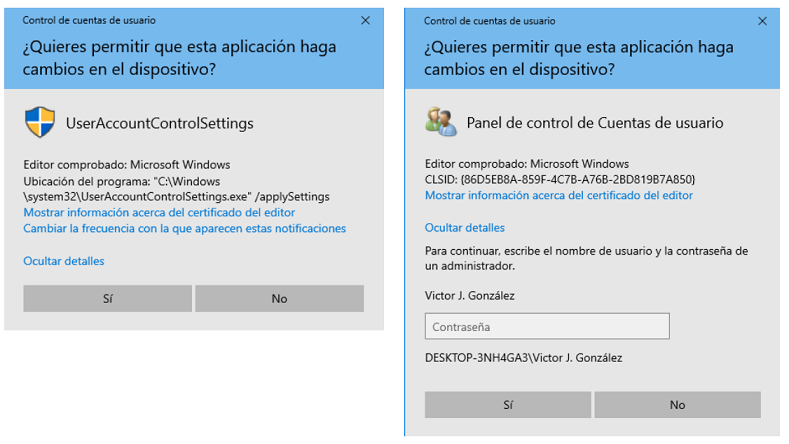 Control de cuentas de usuario
¿Quieres permitir que esta aplicación haga
cambios en el dispositivo?
UserAccountControlSettings
Editor comprobado: Microsoft Windows
Ubicación del programa: "C:\Windows
\system32\UserAccountControlSettings.exe" /applySettings
Mostrar información acerca del certificado del editor
Cambiar la frecuencia con la que aparecen estas notificaciones
Ocultar detalles
Sí
No
Control de cuentas de usuario
¿Quieres permitir que esta aplicación haga
cambios en el dispositivo?
Panel de control de Cuentas de usuario
Editor comprobado: Microsoft Windows
CLSID: {86D5EB8A-859F-4C7B-A76B-2BD819B7A850}
Mostrar información acerca del certificado del editor
Ocultar detalles
Para continuar, escribe el nombre de usuario y la contraseña de
un administrador.
Victor J. González
Contraseña
DESKTOP-3NH4GA3\Victor J. González
Sí
No